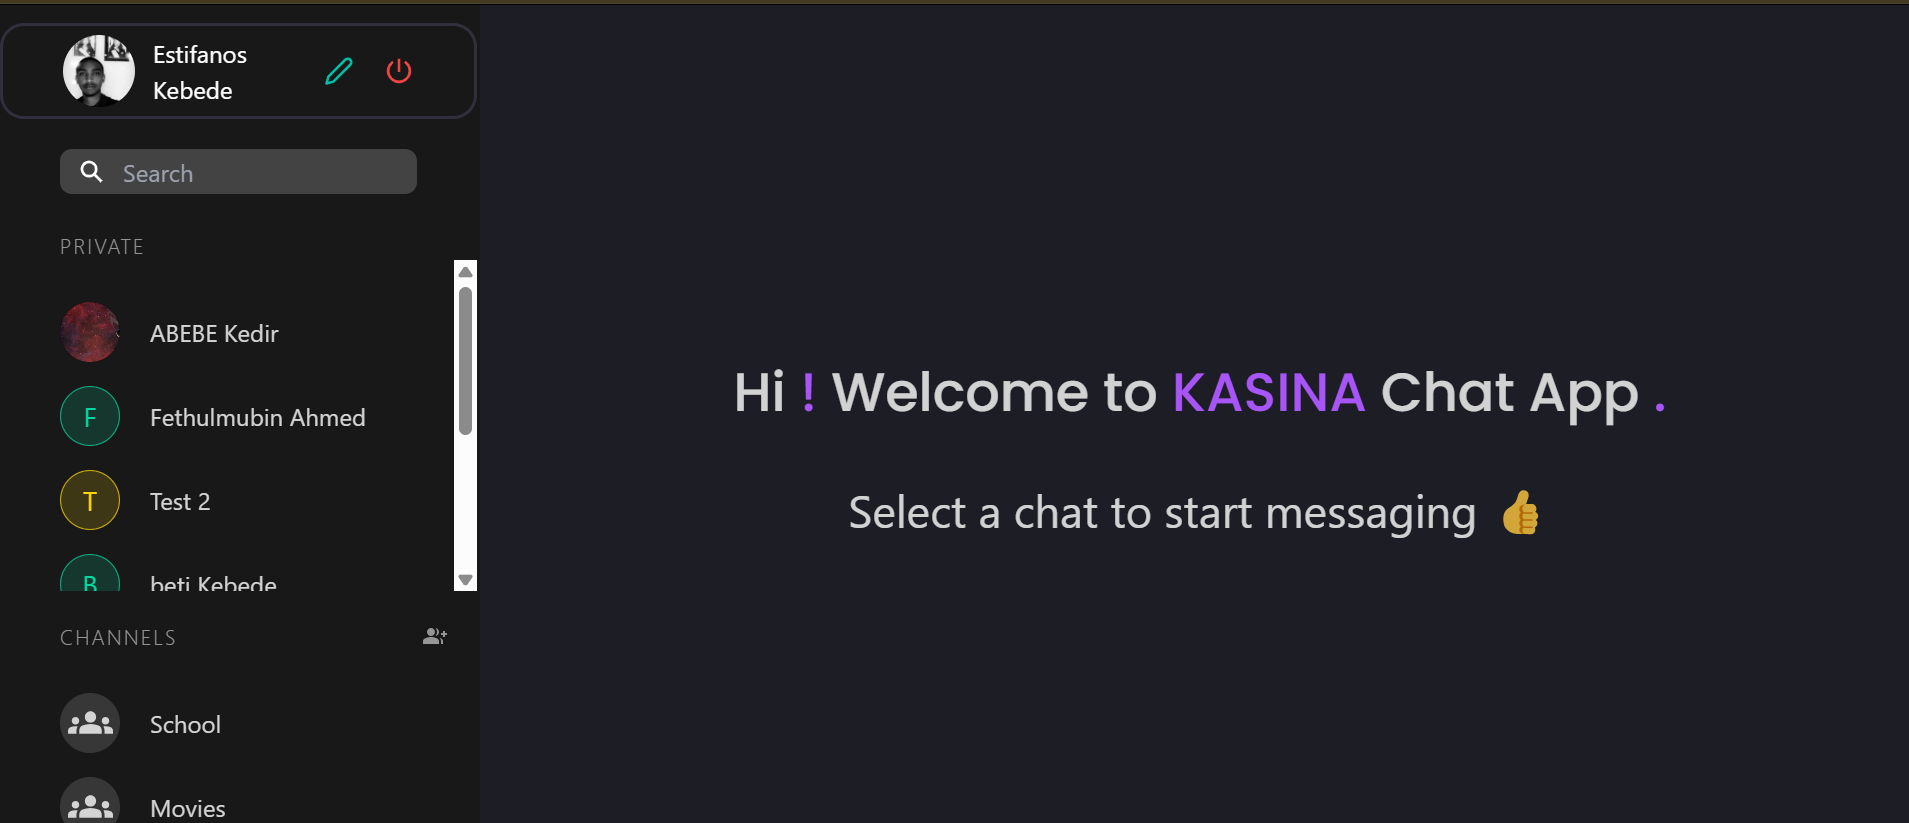 Estifanos
Kebede
Search
PRIVATE
ABEBE Kedir
F
Fethulmubin Ahmed
T
Test 2
B
beti Kebede
CHANNELS
School
Movies
Hi ! Welcome to KASINA Chat App .
Select a chat to start messaging 👍